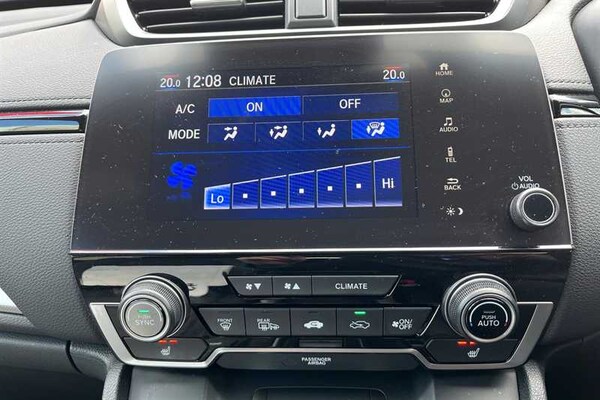 20.0 12:08 CLIMATE 20.0
A/C ON OFF
MODE
Lo Hi
HOME
MAP
AUDIO
TEL
BACK
VOL
AUDIO
CLIMATE
PUSH
SYNC
FRONT
REAR
ON/
OFF
PUSH
AUTO
PASSENGER
AIRBAG